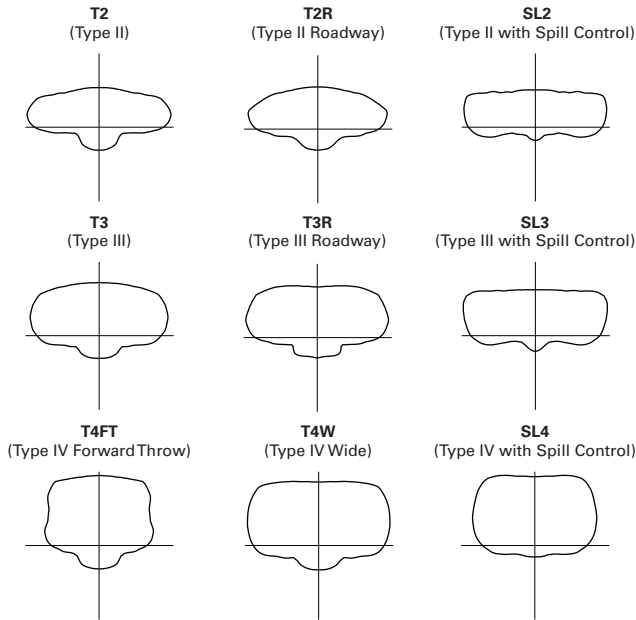 T2
(Type II)
T2R
(Type II Roadway)
SL2
(Type II with Spill Control)
T3
(Type III)
T3R
(Type III Roadway)
SL3
(Type III with Spill Control)
T4FT
(Type IV Forward Throw)
T4W
(Type IV Wide)
SL4
(Type IV with Spill Control)